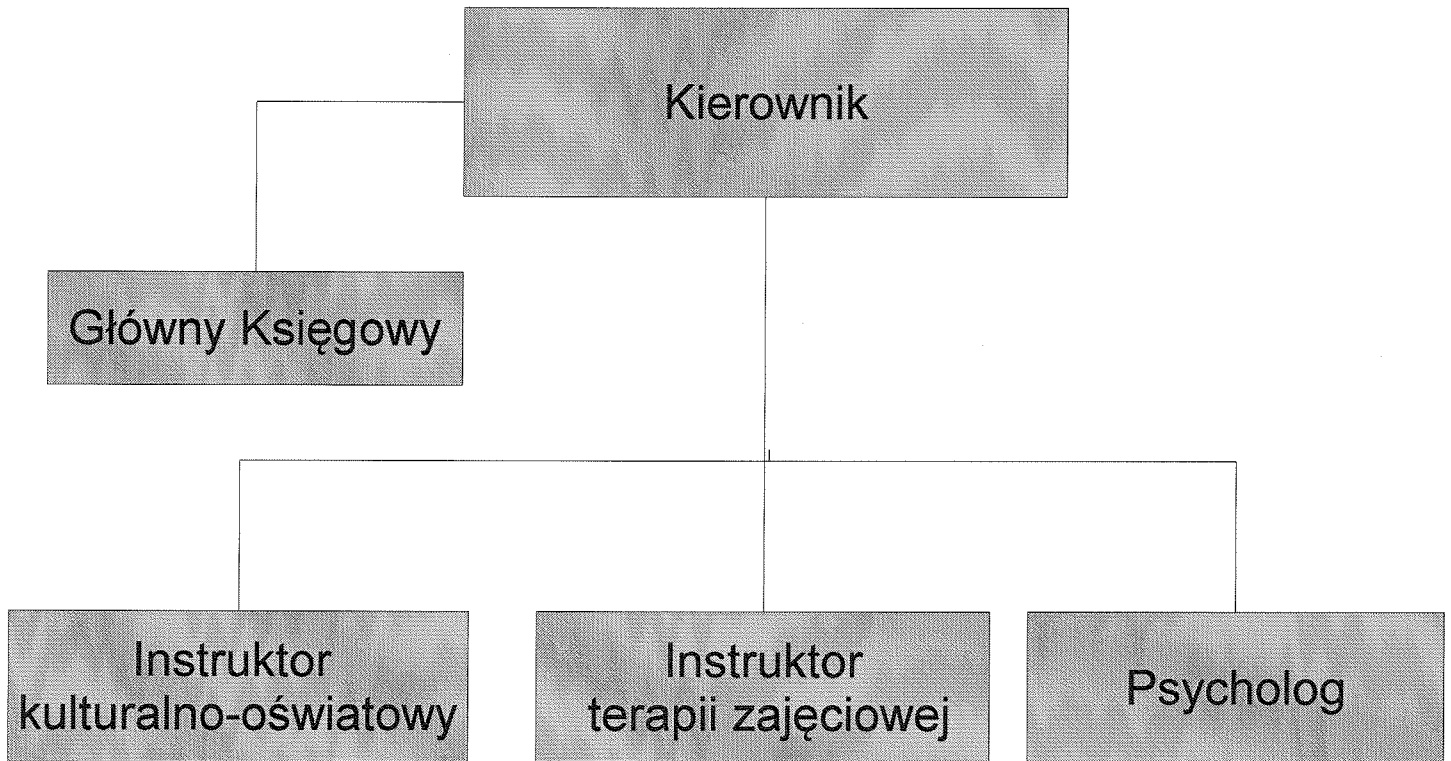 Kierownik
Główny Księgowy
Instruktor
kulturalno-oświatowy
Instruktor
terapii zajęciowej
Psycholog